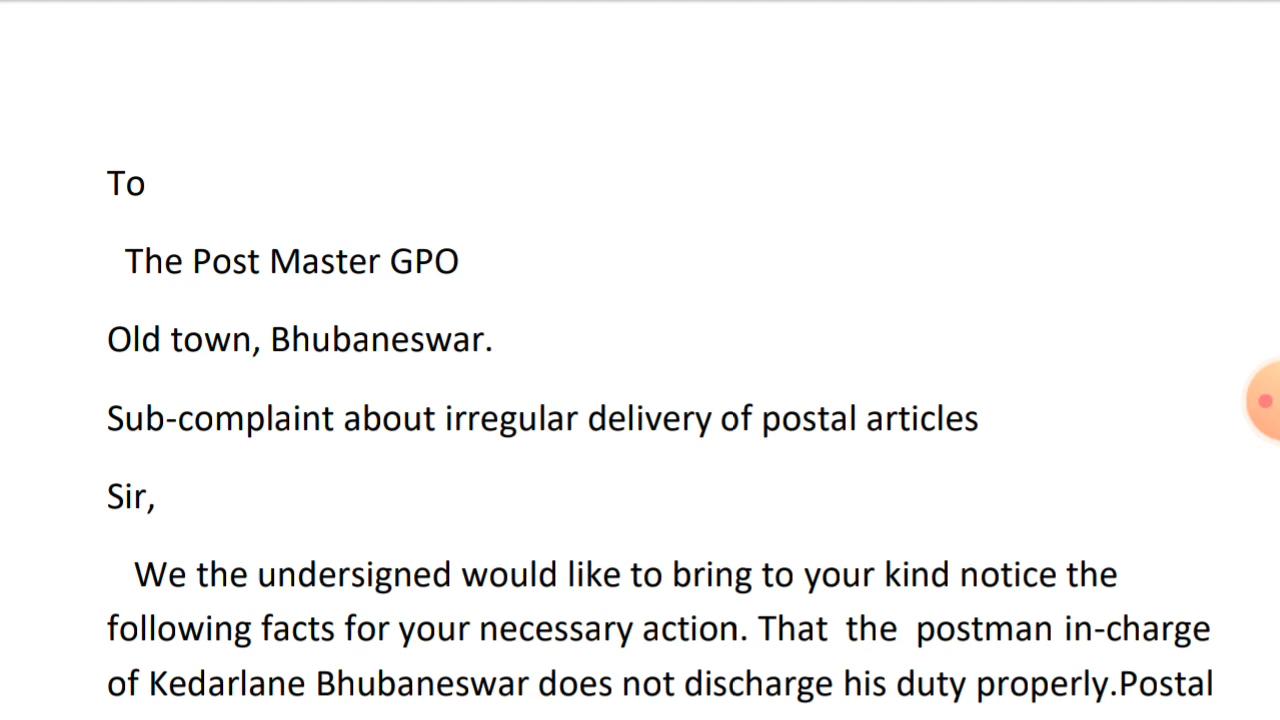 To
The Post Master GPO
Old town, Bhubaneswar.
Sub-complaint about irregular delivery of postal articles
Sir,
We the undersigned would like to bring to your kind notice the
following facts for your necessary action. That the postman in-charge
of Kedarlane Bhubaneswar does not discharge his duty properly.Postal